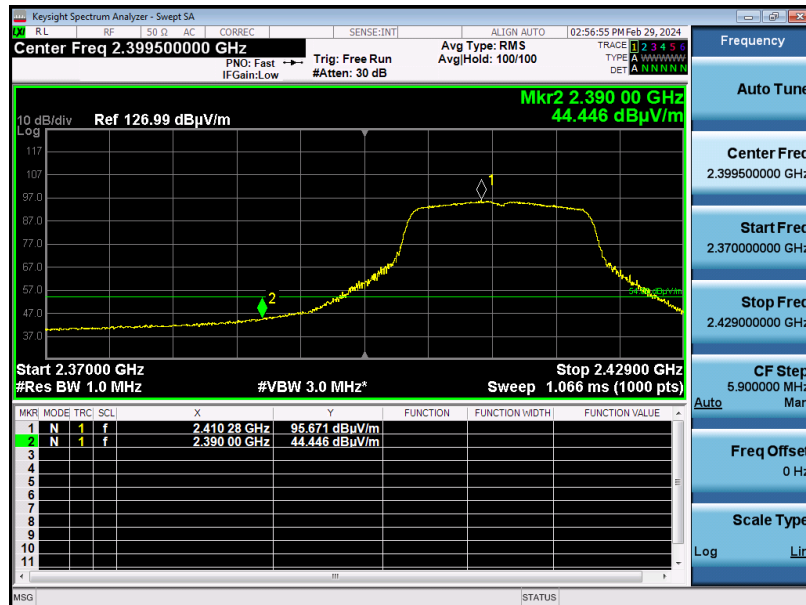 Keysight Spectrum Analyzer - Swept SA
LXI RL RF 50 Ω AC CORREC SENSE:INT ALIGN AUTO 02:56:55 PM Feb 29, 2024
Center Freq 2.399500000 GHz
PNO: Fast
IFGain:Low
Trig: Free Run
#Atten: 30 dB
Avg Type: RMS
Avg|Hold: 100/100
TRACE 1 2 3 4 5 6
TYPE A WWWWW
DET A N N N N N
Mkr2 2.390 00 GHz
44.446 dBµV/m
10 dB/div
Log
Ref 126.99 dBµV/m
117
107
97.0
87.0
77.0
67.0
57.0
47.0
37.0
1
2
Start 2.37000 GHz
Stop 2.42900 GHz
#Res BW 1.0 MHz
#VBW 3.0 MHz*
Sweep 1.066 ms (1000 pts)
MKR MODE TRC SCL X Y FUNCTION FUNCTION WIDTH FUNCTION VALUE
1 N 1 f 2.410 28 GHz 95.671 dBµV/m
2 N 1 f 2.390 00 GHz 44.446 dBµV/m
3
4
5
6
7
8
9
10
11
MSG
STATUS
Frequency
Auto Tune
Center Freq
2.399500000 GHz
Start Freq
2.370000000 GHz
Stop Freq
2.429000000 GHz
CF Step
5.900000 MHz
Auto Man
Freq Offset
0 Hz
Scale Type
Log Lin